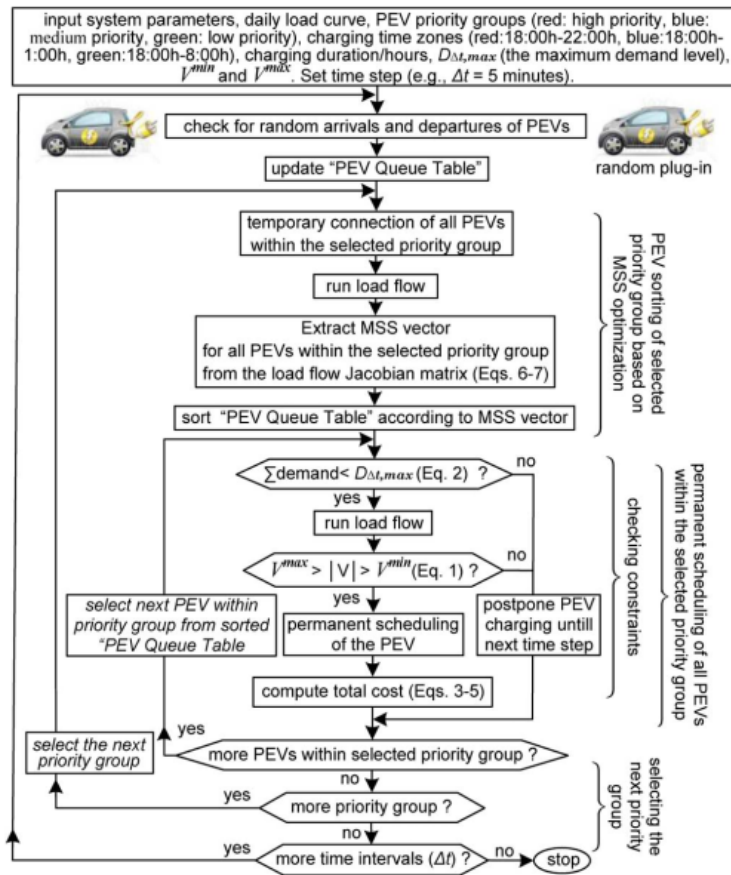 input system parameters, daily load curve, PEV priority groups (red: high priority, blue:
medium priority, green: low priority), charging time zones (red:18:00h-22:00h, blue:18:00h-
1:00h, green:18:00h-8:00h), charging duration/hours, DΔt,max (the maximum demand level),
Vmin and Vmax. Set time step (e.g., Δt = 5 minutes).
check for random arrivals and departures of PEVs
random plug-in
update “PEV Queue Table”
temporary connection of all PEVs
within the selected priority group
run load flow
Extract MSS vector
for all PEVs within the selected priority group
from the load flow Jacobian matrix (Eqs. 6-7)
sort “PEV Queue Table” according to MSS vector
PEV sorting of selected
priority group based on
MSS optimization
∑demand< DΔt,max (Eq. 2) ?
no
yes
run load flow
Vmax > |V| > Vmin(Eq. 1) ?
no
yes
select next PEV within
priority group from sorted
“PEV Queue Table
permanent scheduling
of the PEV
postpone PEV
charging untill
next time step
compute total cost (Eqs. 3-5)
checking constraints
permanent scheduling of all PEVs
within the selected priority group
yes
more PEVs within selected priority group ?
select the next
priority group
no
yes
more priority group ?
selecting the
next priority
group
no
yes
more time intervals (Δt) ?
no
stop